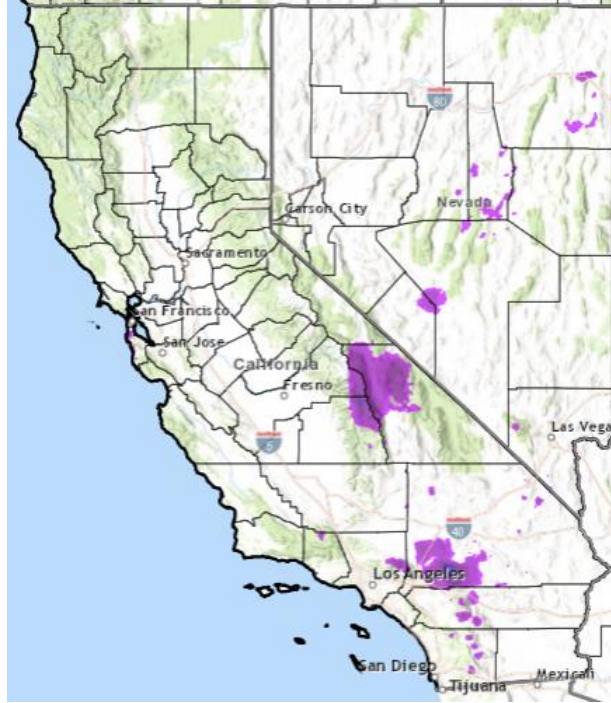 80
Carson City
Nevada
Sacramento
San Francisco
San Jose
California
Fresno
5
Las Vega
40
Los Angeles
San Diego
Tijuana
Mexicali